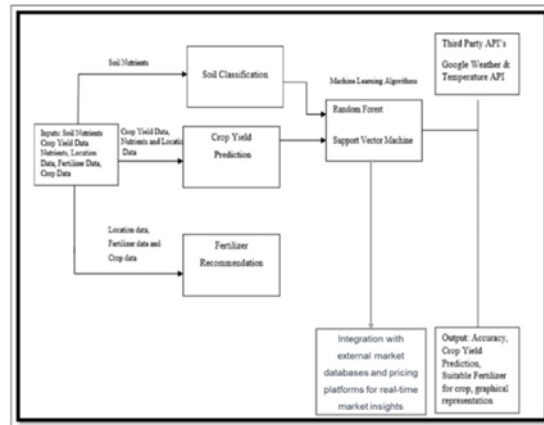 Soil Nutrients
Soil Classification
Third Party API's
Google Weather &
Temperature API
Machine Learning Algorithms
Random Forest
Support Vector Machine
Inputs: Soil Nutrients
Crop Yield Data
Nutrients, Location
Data, Fertilizer Data,
Crop Data
Crop Yield Data,
Nutrients and Locatio
Data
Crop Yield
Prediction
Location data,
Fertilizer data and
Crop data
Fertilizer
Recommendation
Integration with
external market
databases and pricing
platforms for real-time
market insights
Output: Accuracy,
Crop Yield
Prediction,
Suitable Fertilizer
for crop, graphical
representation